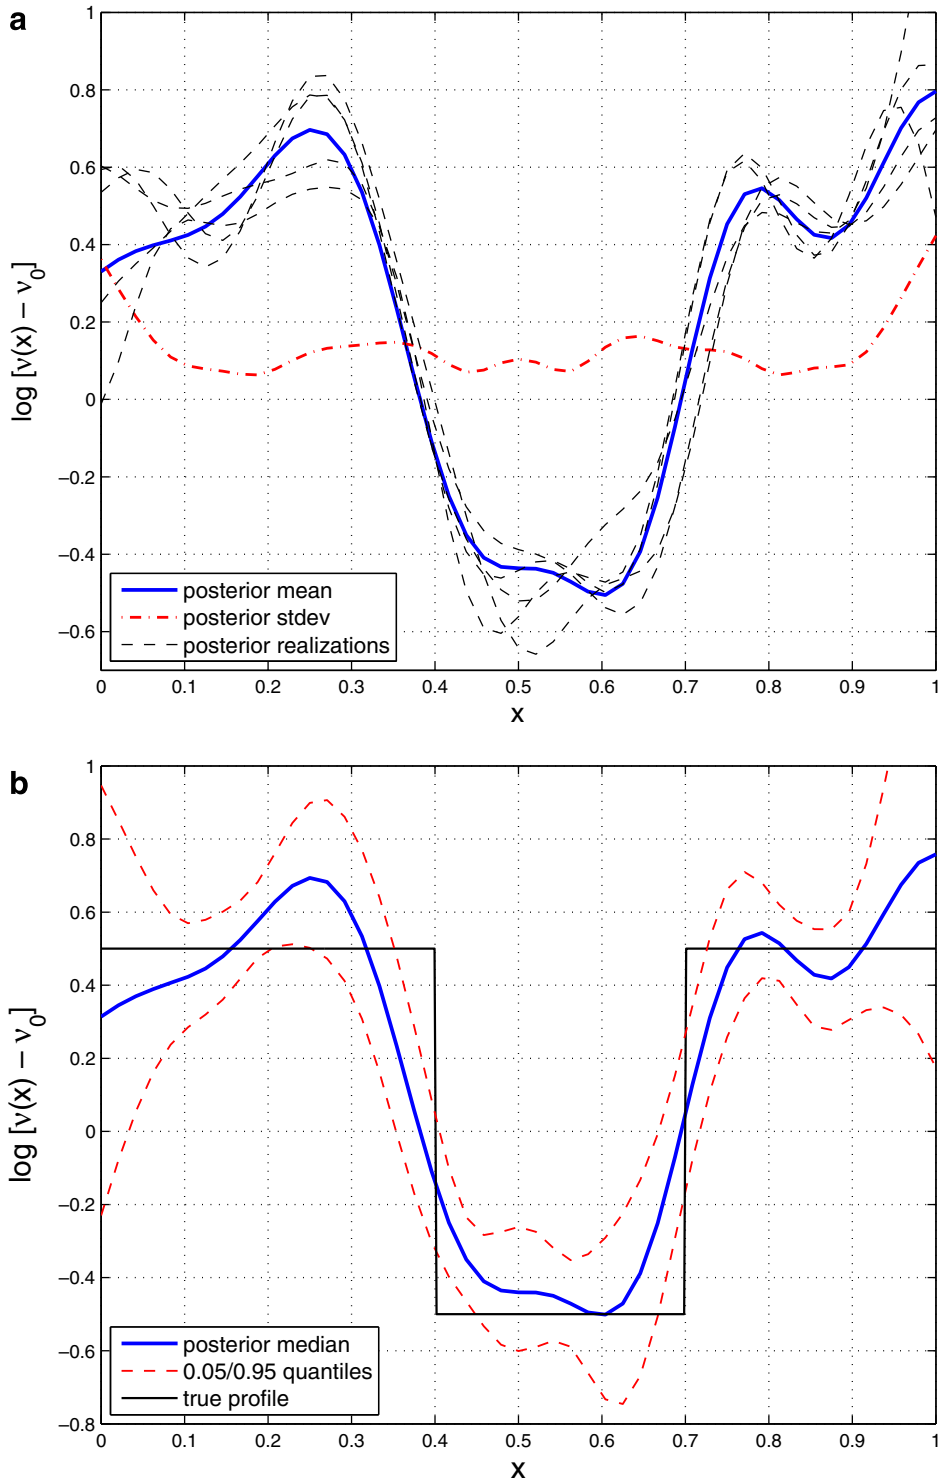 a
1
0.8
0.6
0.4
0.2
0
−0.2
−0.4
−0.6
log [ν(x) − ν0]
posterior mean
posterior stdev
posterior realizations
0 0.1 0.2 0.3 0.4 0.5 0.6 0.7 0.8 0.9 1
x
b
1
0.8
0.6
0.4
0.2
0
−0.2
−0.4
−0.6
−0.8
log [ν(x) − ν0]
posterior median
0.05/0.95 quantiles
true profile
0 0.1 0.2 0.3 0.4 0.5 0.6 0.7 0.8 0.9 1
x